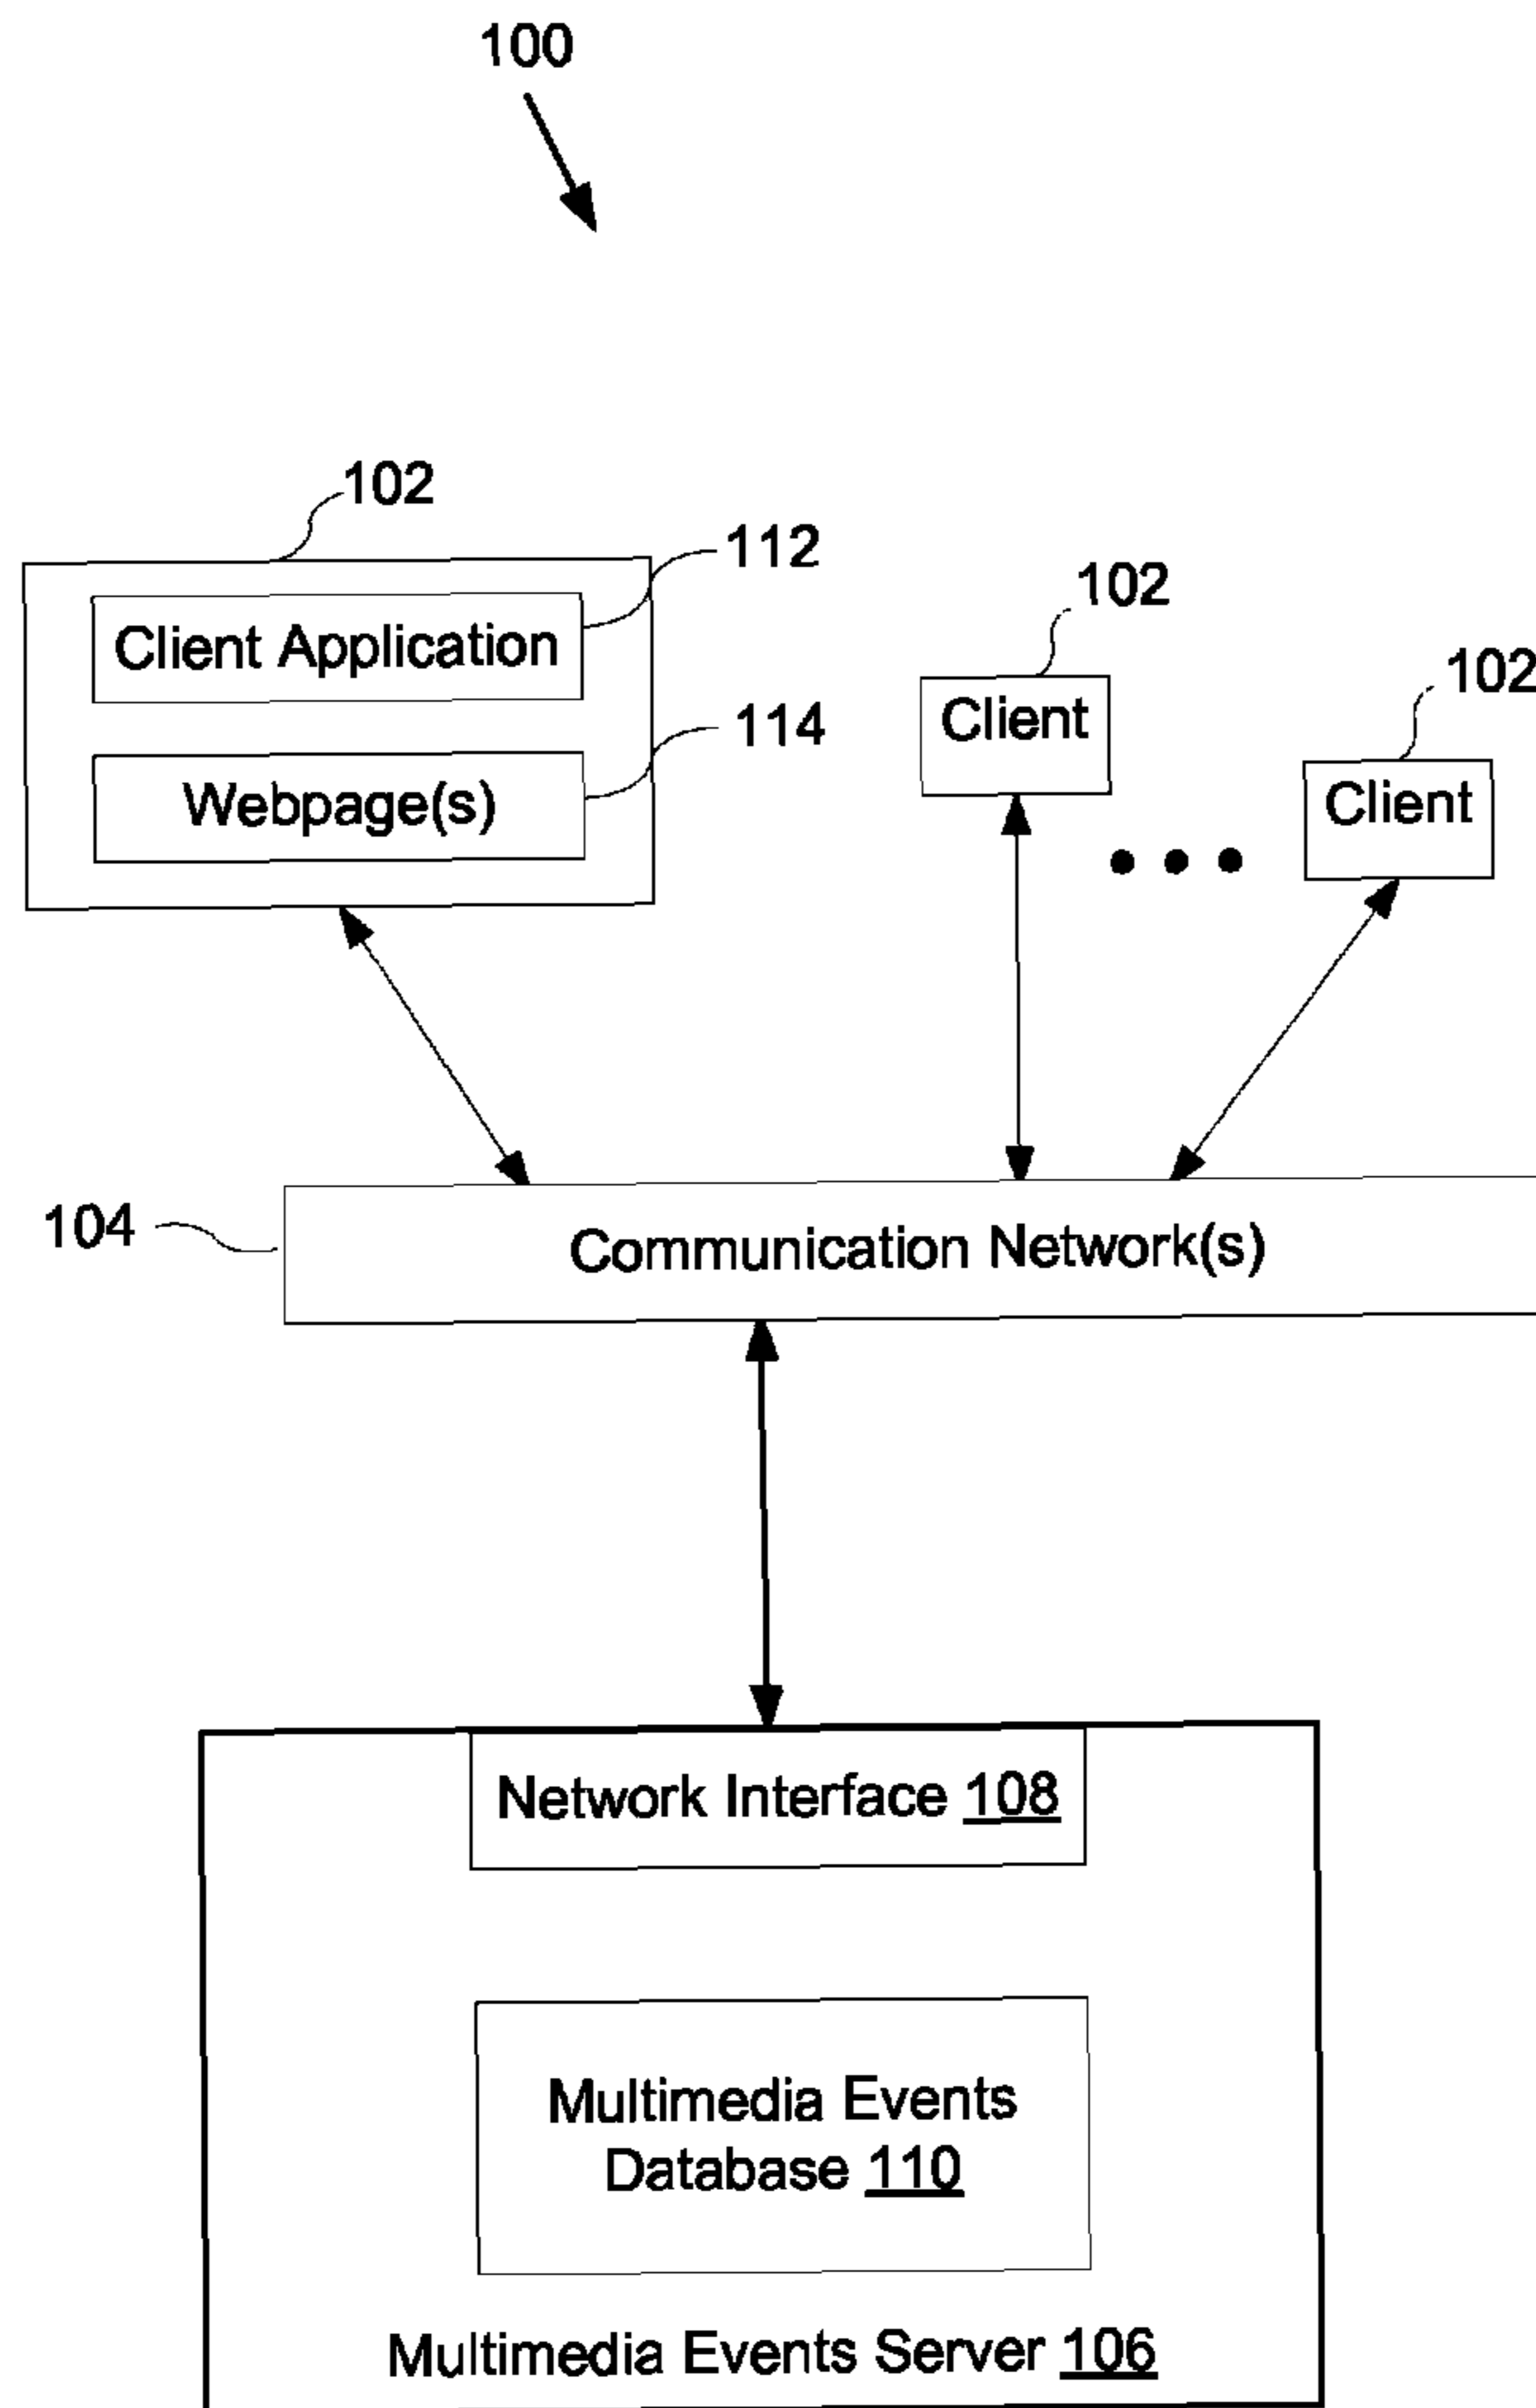 100
102
112
Client Application
102
Client
102
Client
114
Webpage(s)
104
Communication Network(s)
Network Interface 108
Multimedia Events
Database 110
Multimedia Events Server 106